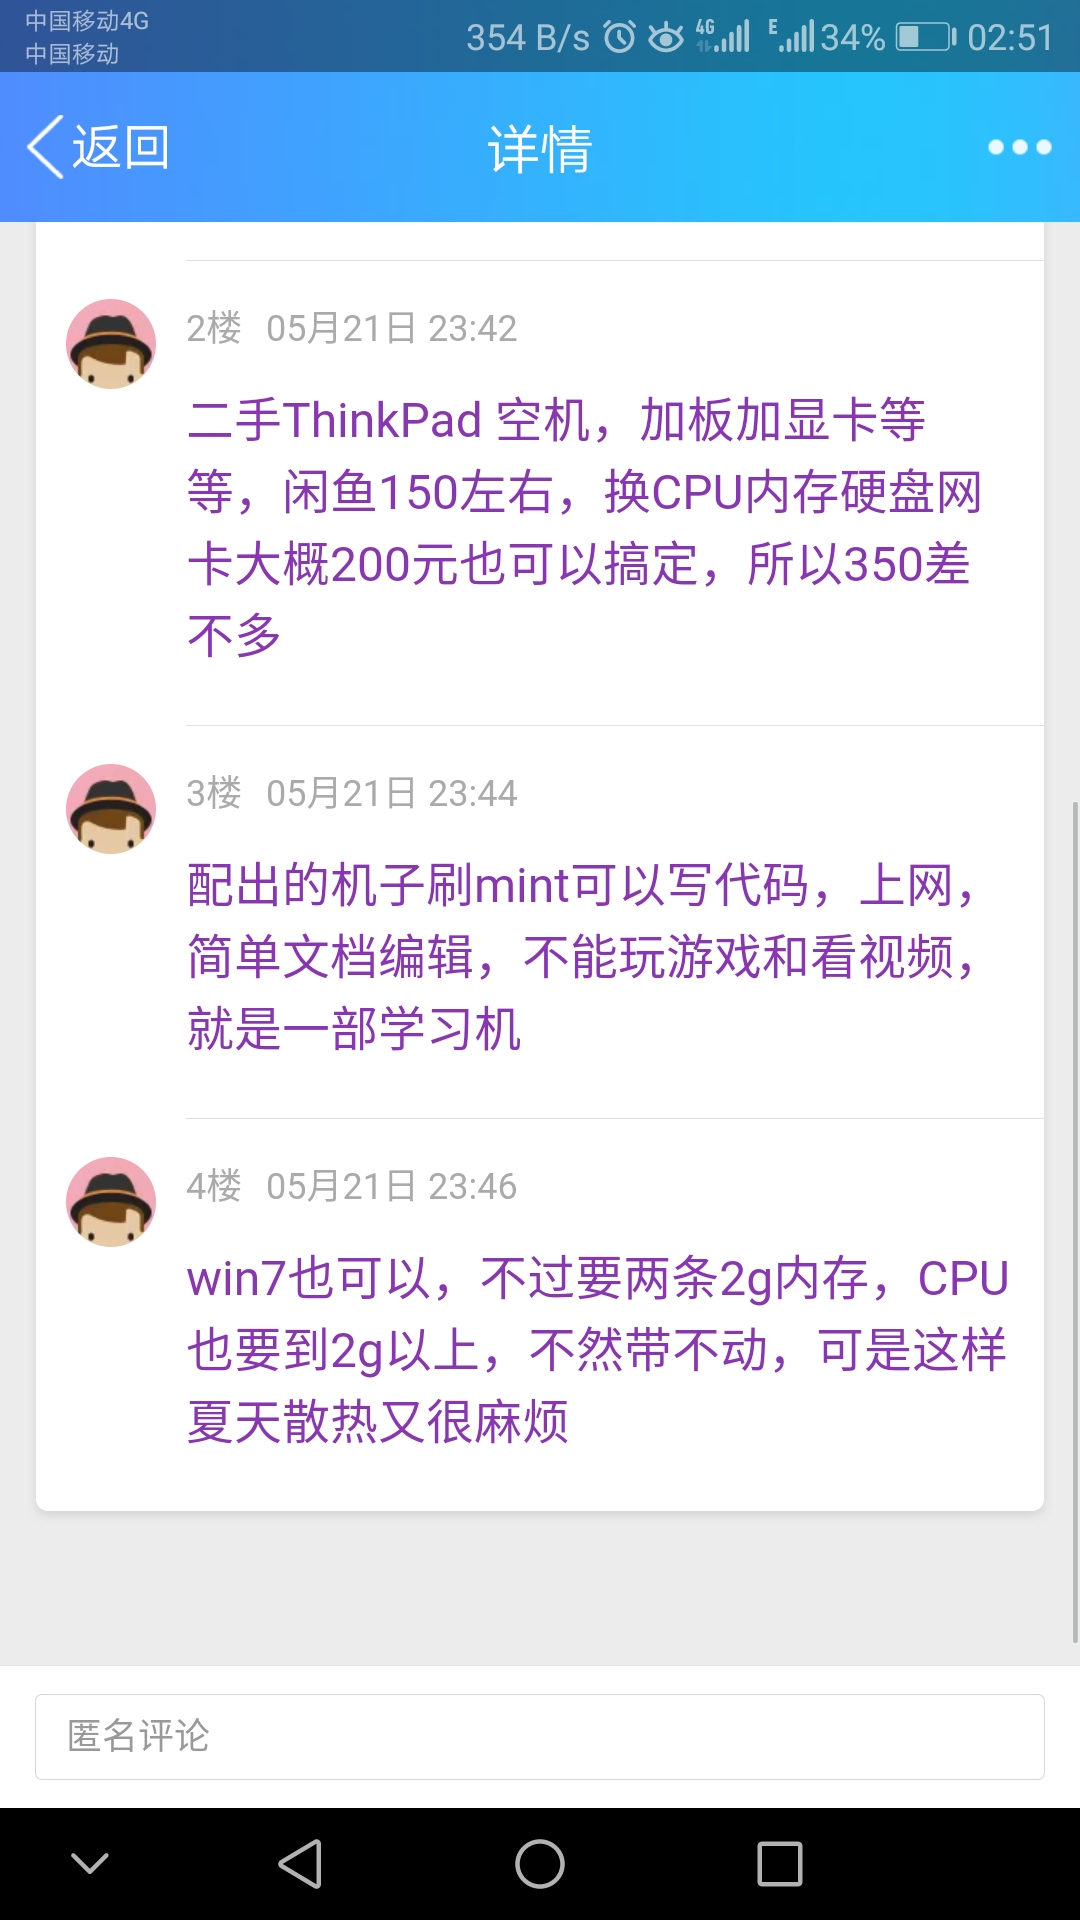 中国移动4G
中国移动
354 B/s 4G E 34% 02:51
返回 详情
2楼 05月21日 23:42
二手ThinkPad 空机，加板加显卡等
等，闲鱼150左右，换CPU内存硬盘网
卡大概200元也可以搞定，所以350差
不多
3楼 05月21日 23:44
配出的机子刷mint可以写代码，上网，
简单文档编辑，不能玩游戏和看视频，
就是一部学习机
4楼 05月21日 23:46
win7也可以，不过要两条2g内存，CPU
也要到2g以上，不然带不动，可是这样
夏天散热又很麻烦
匿名评论